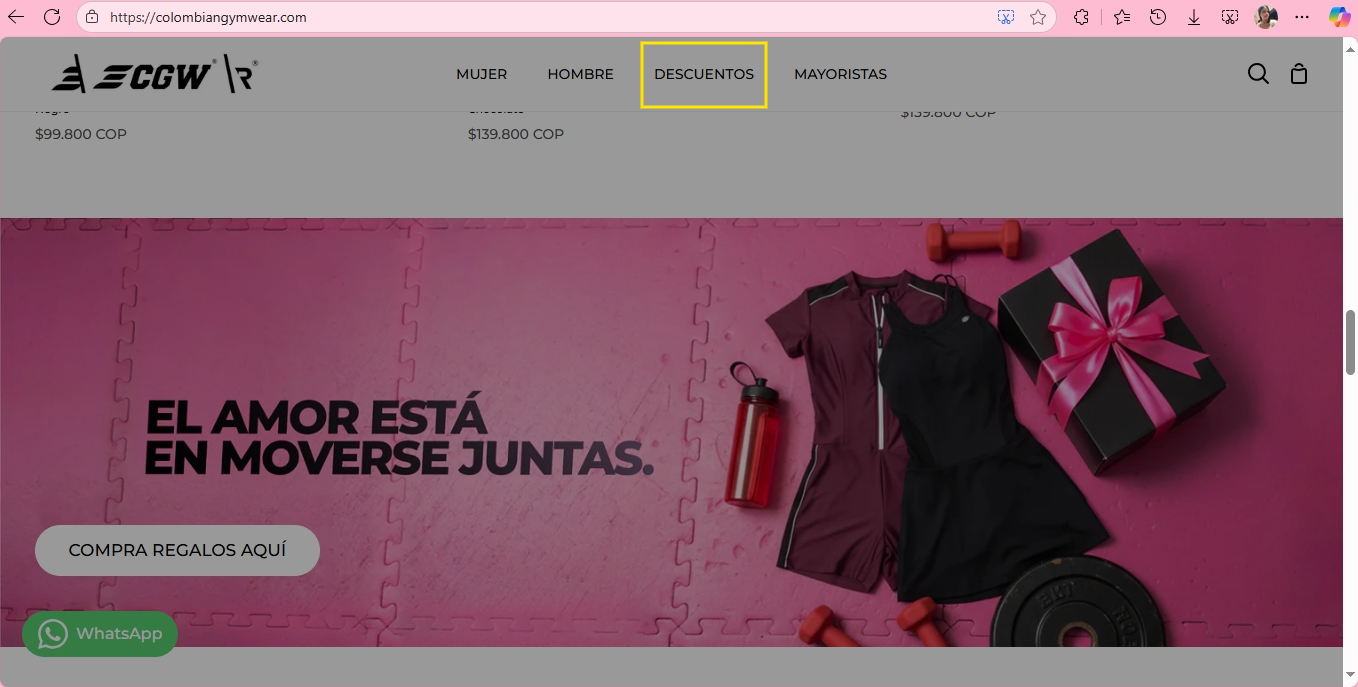 https://colombiangymwear.com
CGW® R®
MUJER HOMBRE DESCUENTOS MAYORISTAS
$99.800 COP
$139.800 COP
$139.800 COP
EL AMOR ESTÁ
EN MOVERSE JUNTAS.
COMPRA REGALOS AQUÍ
WhatsApp